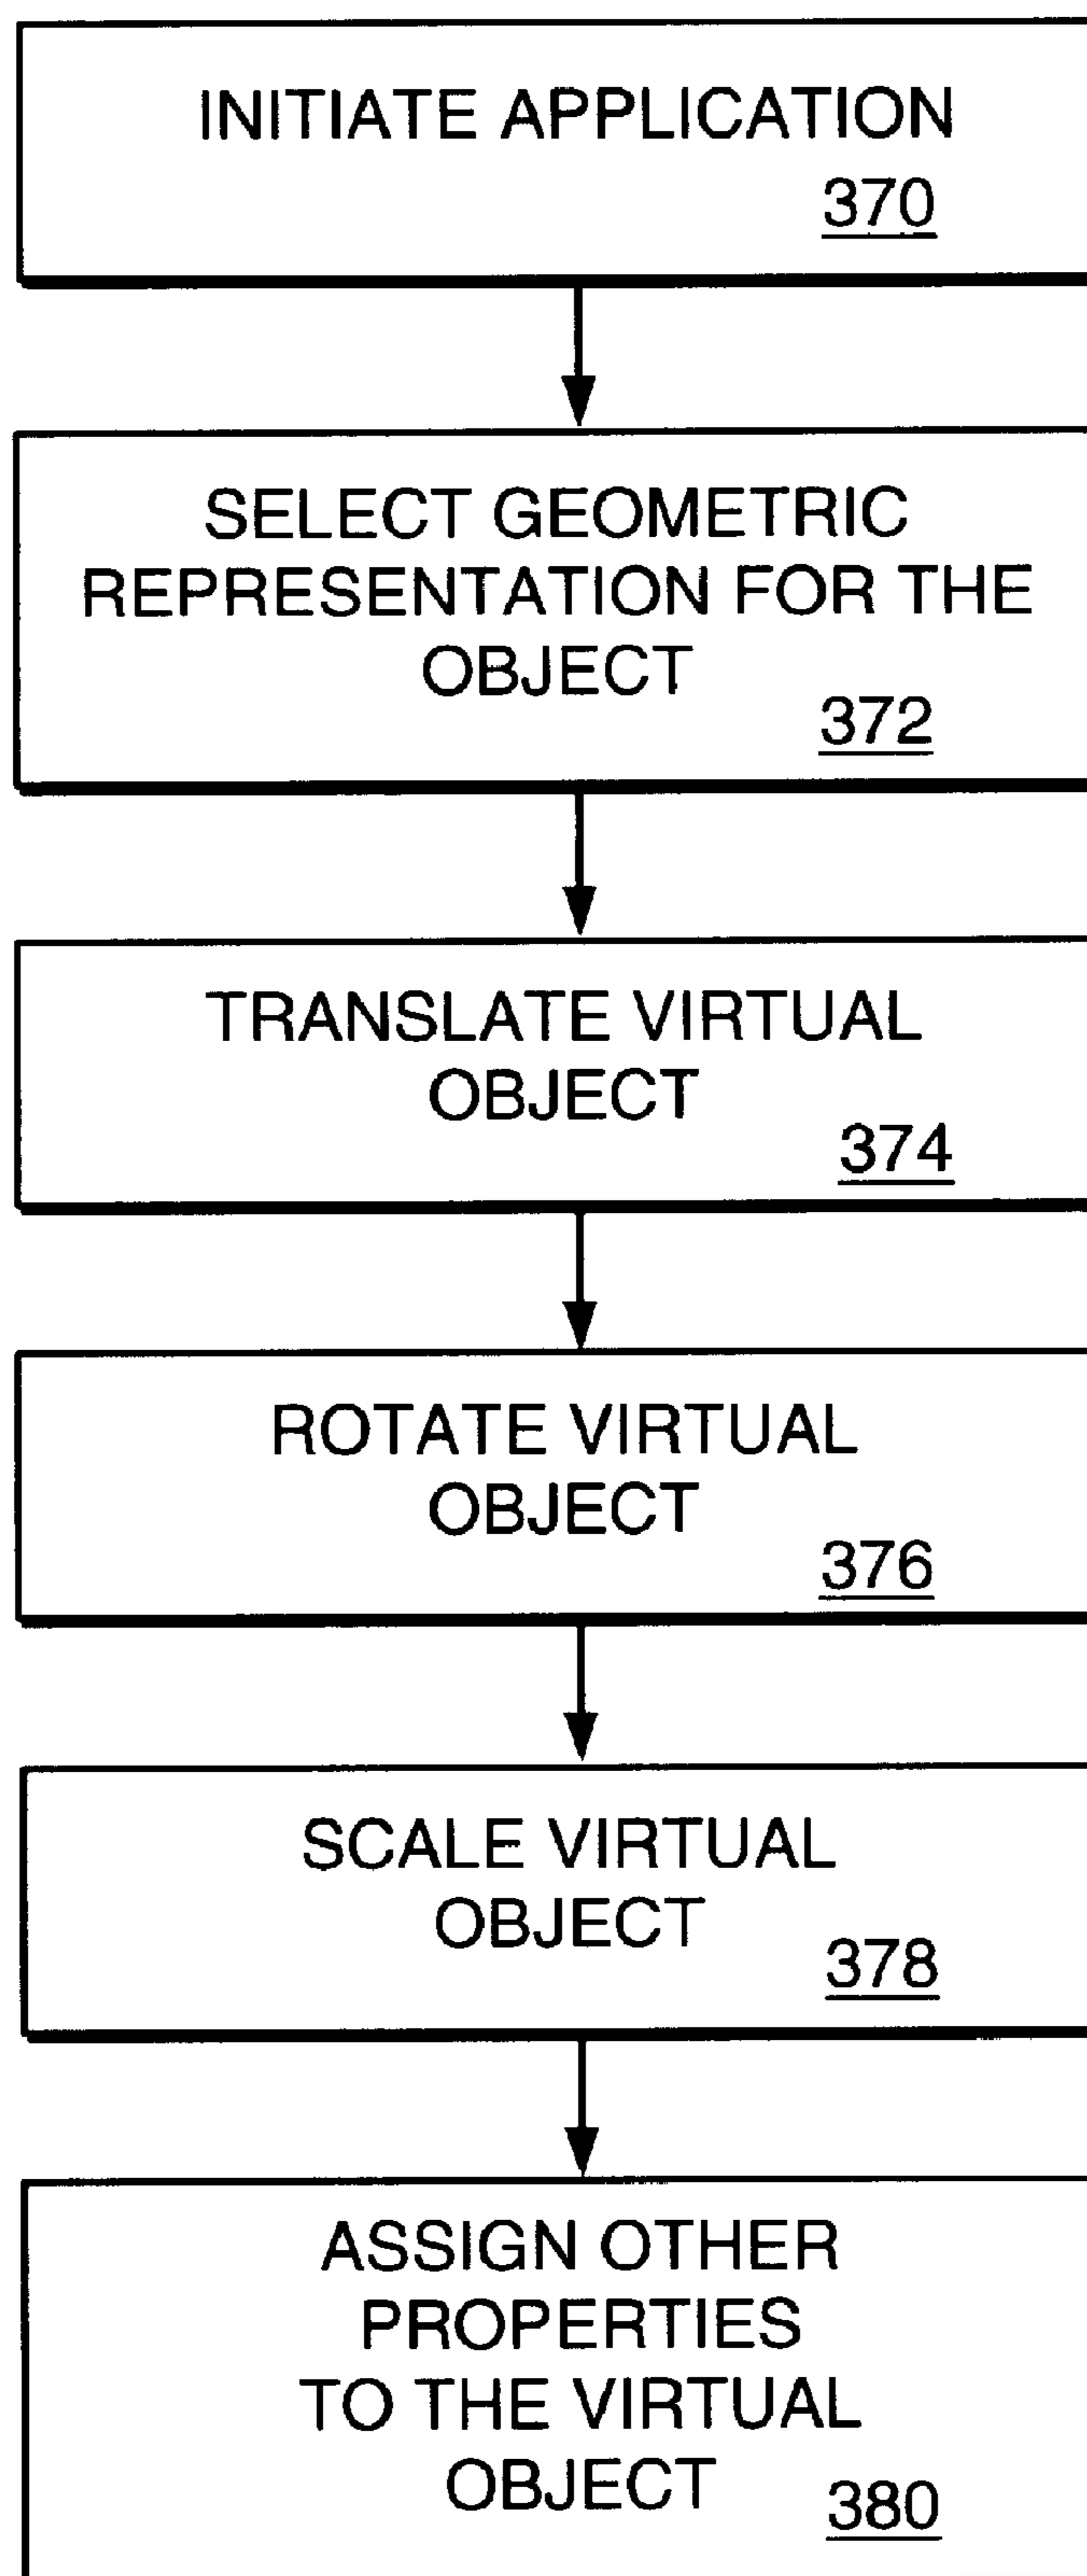 INITIATE APPLICATION
370
SELECT GEOMETRIC
REPRESENTATION FOR THE
OBJECT
372
TRANSLATE VIRTUAL
OBJECT
374
ROTATE VIRTUAL
OBJECT
376
SCALE VIRTUAL
OBJECT
378
ASSIGN OTHER
PROPERTIES
TO THE VIRTUAL
OBJECT
380